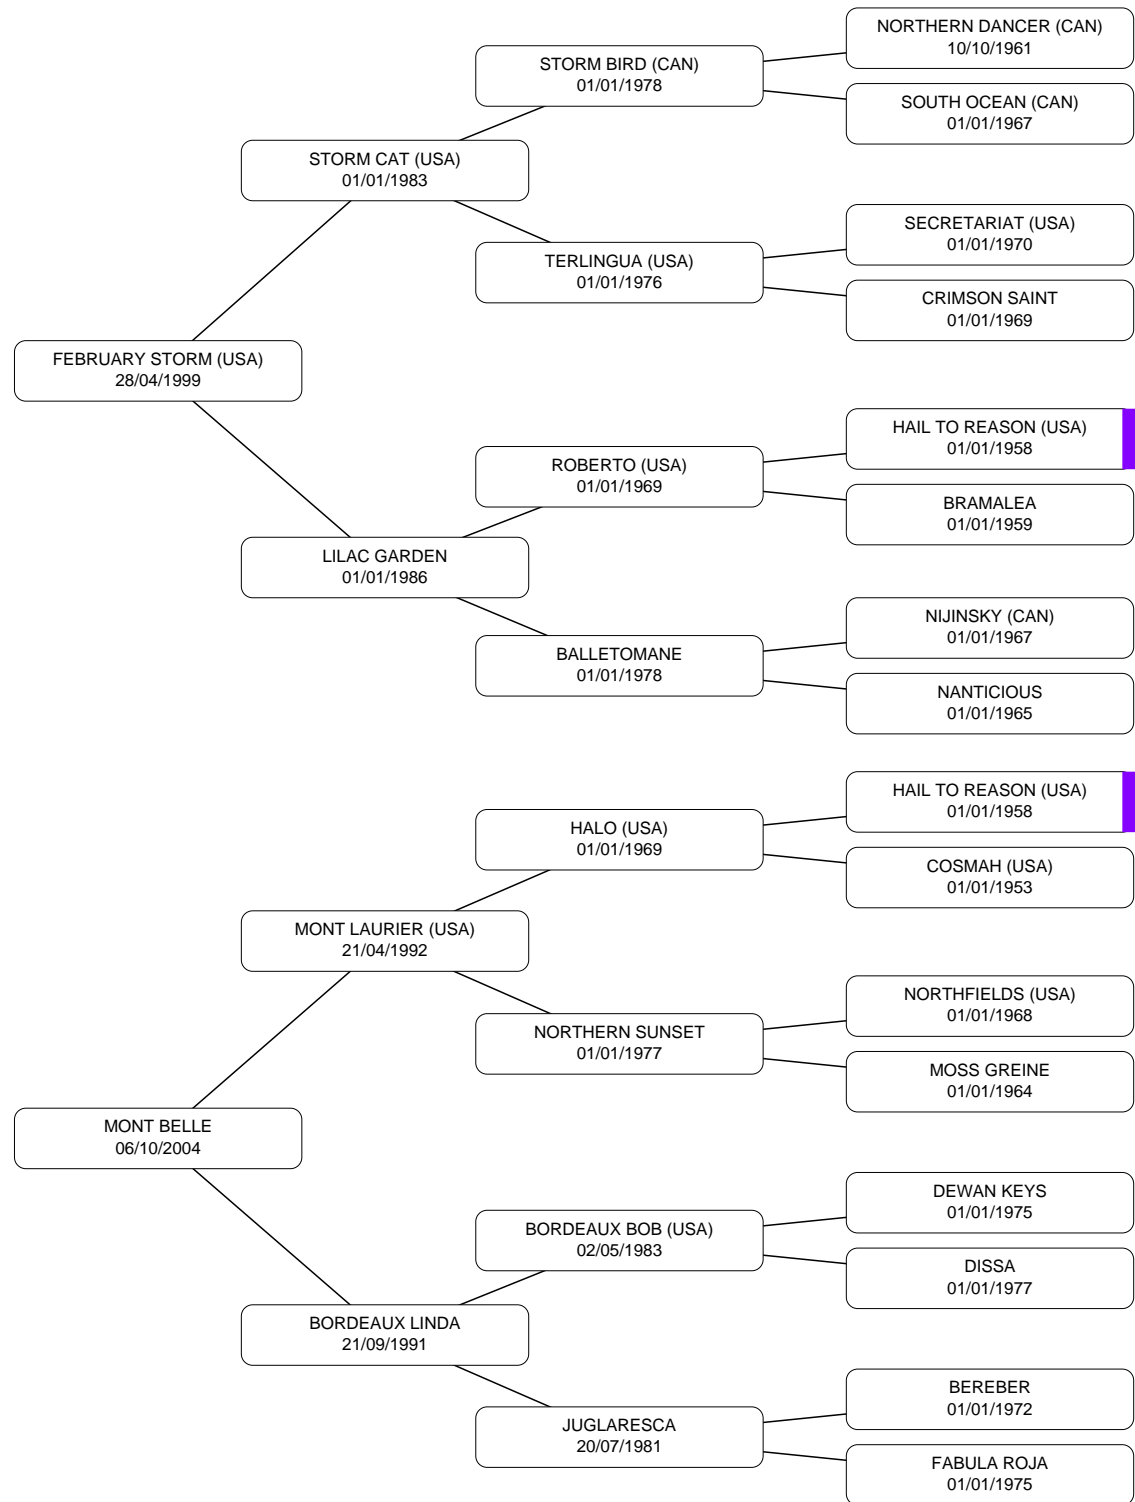 NORTHERN DANCER (CAN)
10/10/1961
STORM BIRD (CAN)
01/01/1978
SOUTH OCEAN (CAN)
01/01/1967
STORM CAT (USA)
01/01/1983
SECRETARIAT (USA)
01/01/1970
TERLINGUA (USA)
01/01/1976
CRIMSON SAINT
01/01/1969
FEBRUARY STORM (USA)
28/04/1999
HAIL TO REASON (USA)
01/01/1958
ROBERTO (USA)
01/01/1969
BRAMALEA
01/01/1959
LILAC GARDEN
01/01/1986
NIJINSKY (CAN)
01/01/1967
BALLETOMANE
01/01/1978
NANTICIOUS
01/01/1965
HAIL TO REASON (USA)
01/01/1958
HALO (USA)
01/01/1969
COSMAH (USA)
01/01/1953
MONT LAURIER (USA)
21/04/1992
NORTHFIELDS (USA)
01/01/1968
NORTHERN SUNSET
01/01/1977
MOSS GREINE
01/01/1964
MONT BELLE
06/10/2004
DEWAN KEYS
01/01/1975
BORDEAUX BOB (USA)
02/05/1983
DISSA
01/01/1977
BORDEAUX LINDA
21/09/1991
BEREBER
01/01/1972
JUGLARESCA
20/07/1981
FABULA ROJA
01/01/1975